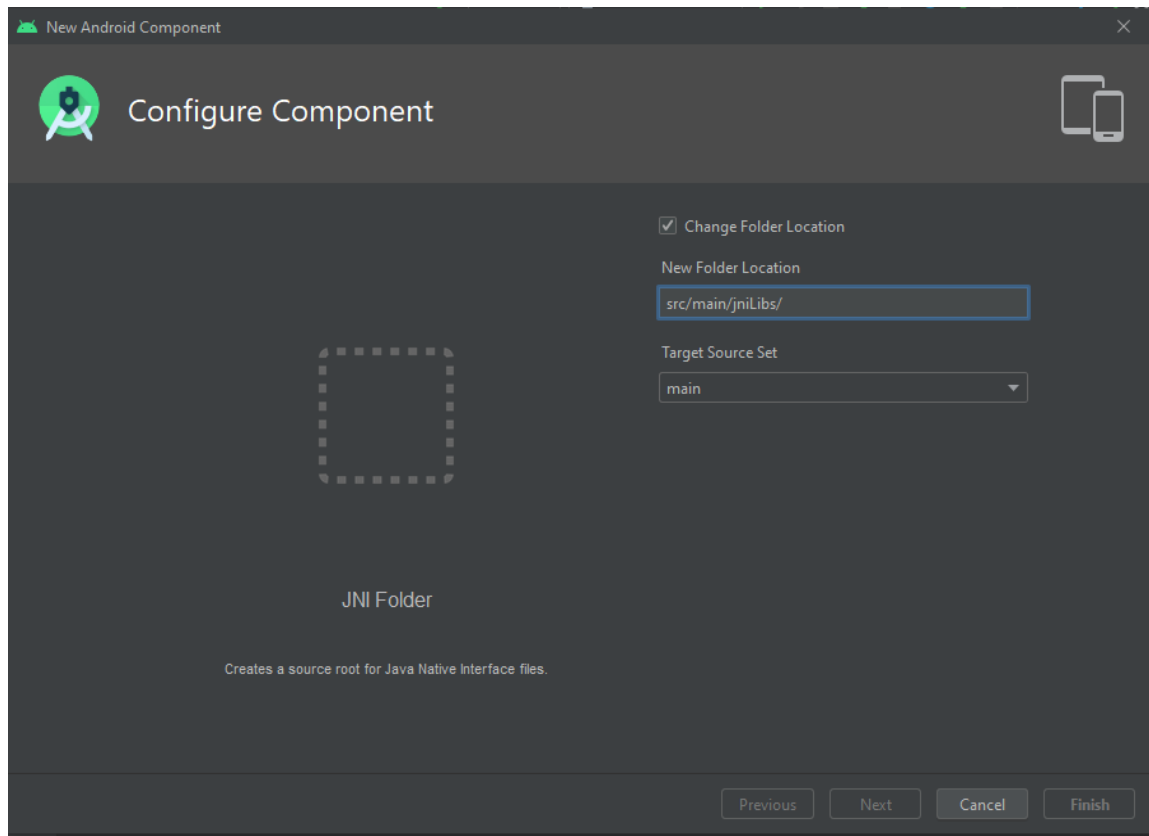 New Android Component
Configure Component
Change Folder Location
New Folder Location
src/main/jniLibs/
Target Source Set
main
JNI Folder
Creates a source root for Java Native Interface files.
Previous
Next
Cancel
Finish